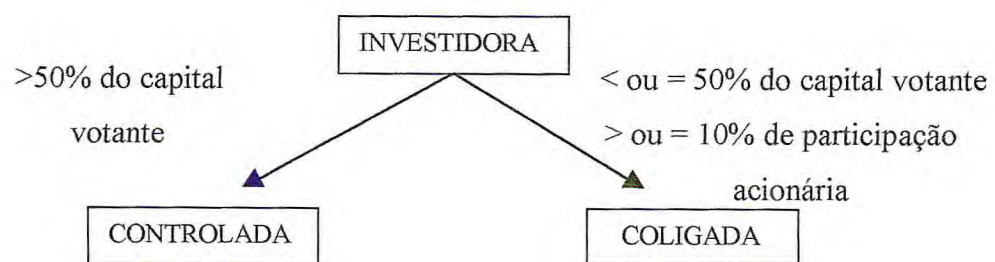 INVESTIDORA
>50% do capital
votante
< ou = 50% do capital votante
> ou = 10% de participação
acionária
CONTROLADA
COLIGADA